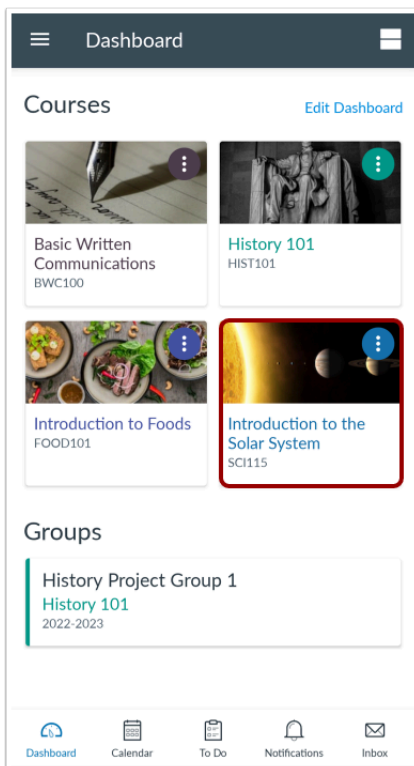 Dashboard
Courses
Edit Dashboard
Basic Written
Communications
BWC100
History 101
HIST101
Introduction to Foods
FOOD101
Introduction to the
Solar System
SCI115
Groups
History Project Group 1
History 101
2022-2023
Dashboard
Calendar
To Do
Notifications
Inbox